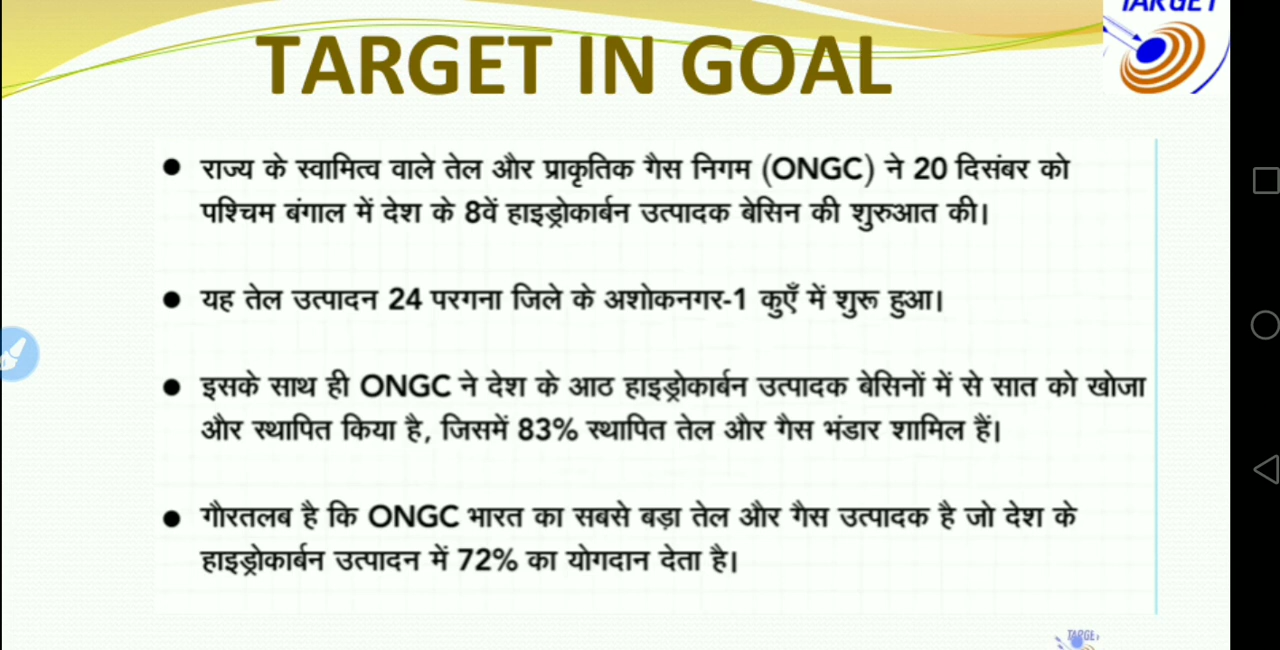 TARGET
TARGET IN GOAL
● राज्य के स्वामित्व वाले तेल और प्राकृतिक गैस निगम (ONGC) ने 20 दिसंबर को
पश्चिम बंगाल में देश के 8वें हाइड्रोकार्बन उत्पादक बेसिन की शुरुआत की।
● यह तेल उत्पादन 24 परगना जिले के अशोकनगर-1 कुएँ में शुरू हुआ।
● इसके साथ ही ONGC ने देश के आठ हाइड्रोकार्बन उत्पादक बेसिनों में से सात को खोजा
और स्थापित किया है, जिसमें 83% स्थापित तेल और गैस भंडार शामिल हैं।
● गौरतलब है कि ONGC भारत का सबसे बड़ा तेल और गैस उत्पादक है जो देश के
हाइड्रोकार्बन उत्पादन में 72% का योगदान देता है।
TARGET